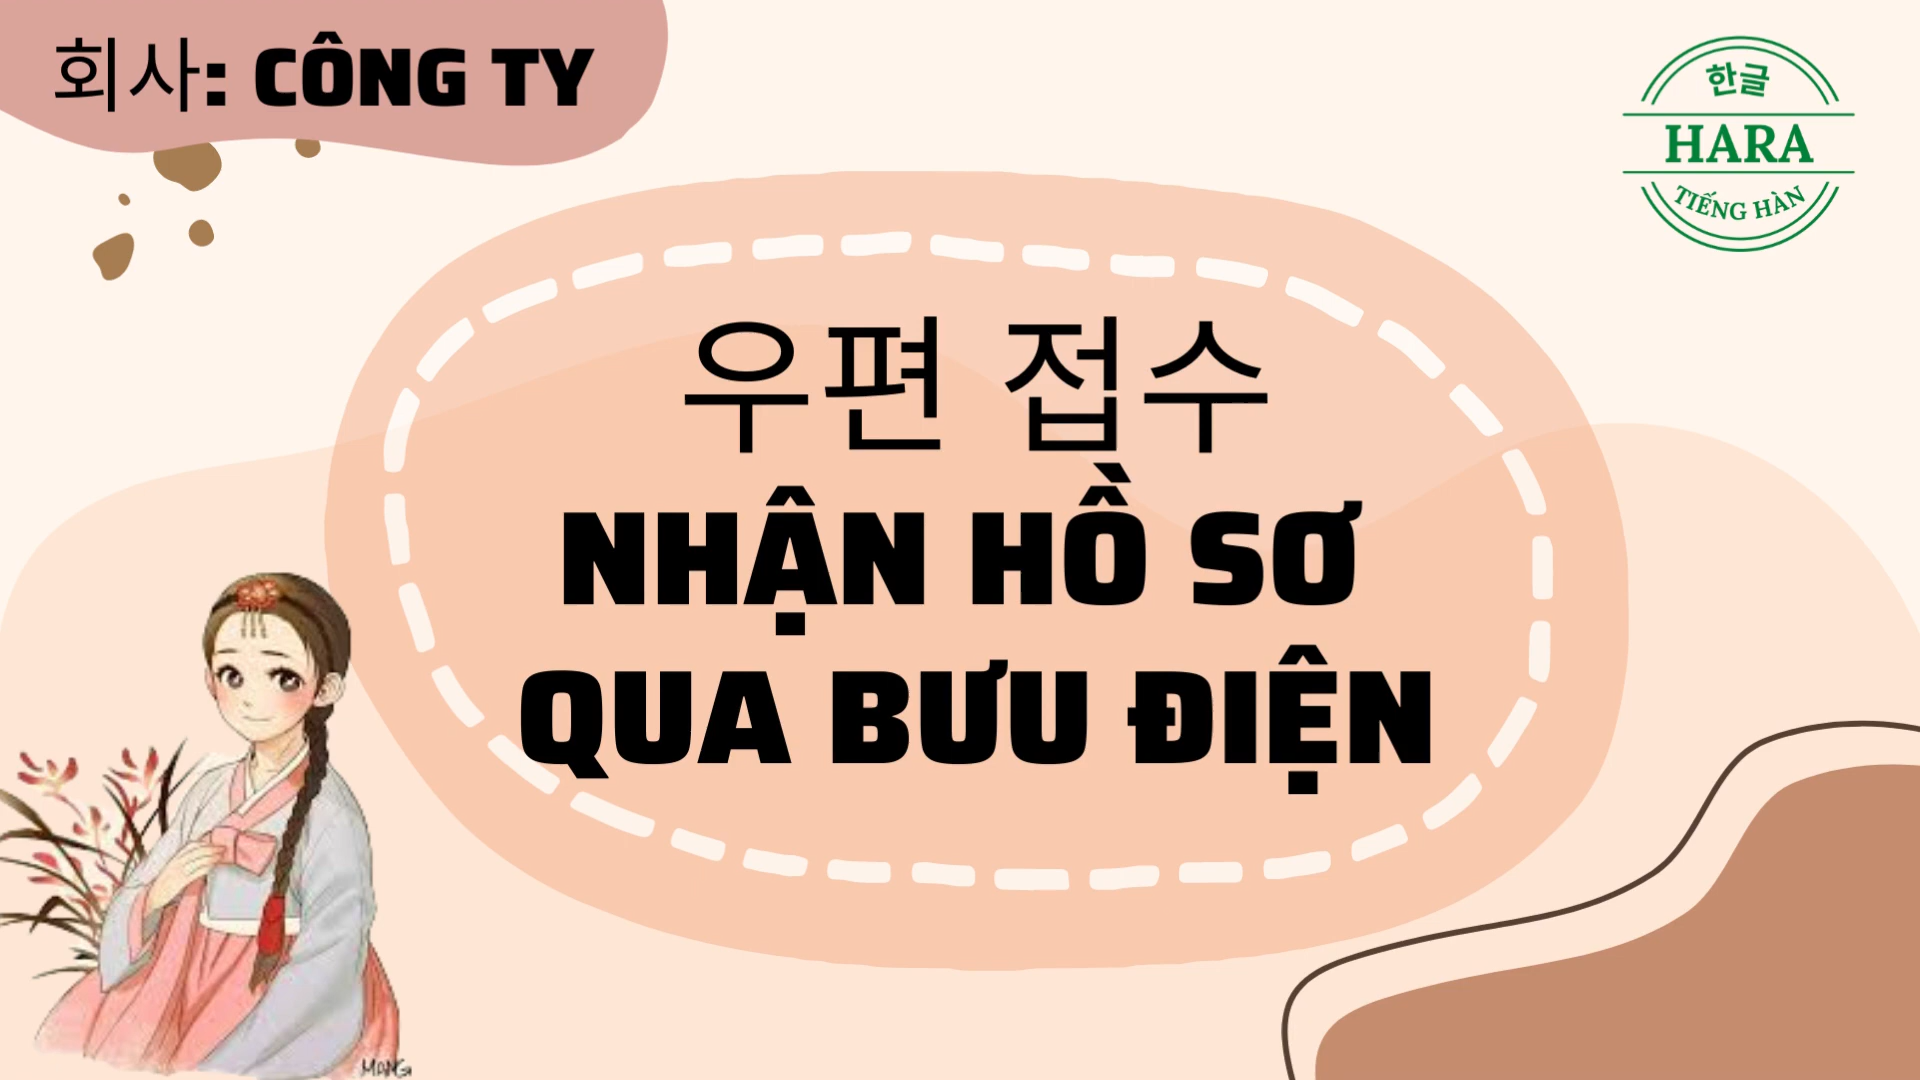 회사: CÔNG TY
한글
HARA
TIẾNG HÀN
우편 접수
NHẬN HỒ SƠ
QUA BƯU ĐIỆN
MANGI